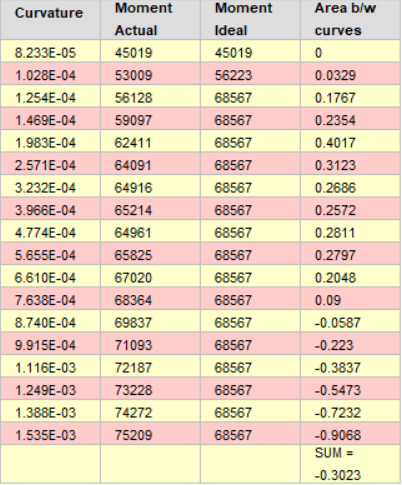 Curvature Moment Actual Moment Ideal Area b/w curves
8.233E-05 45019 45019 0
1.028E-04 53009 56223 0.0329
1.254E-04 56128 68567 0.1767
1.469E-04 59097 68567 0.2354
1.983E-04 62411 68567 0.4017
2.571E-04 64091 68567 0.3123
3.232E-04 64916 68567 0.2686
3.966E-04 65214 68567 0.2572
4.774E-04 64961 68567 0.2811
5.655E-04 65825 68567 0.2797
6.610E-04 67020 68567 0.2048
7.638E-04 68364 68567 0.09
8.740E-04 69837 68567 -0.0587
9.915E-04 71093 68567 -0.223
1.116E-03 72187 68567 -0.3837
1.249E-03 73228 68567 -0.5473
1.388E-03 74272 68567 -0.7232
1.535E-03 75209 68567 -0.9068
SUM =
-0.3023